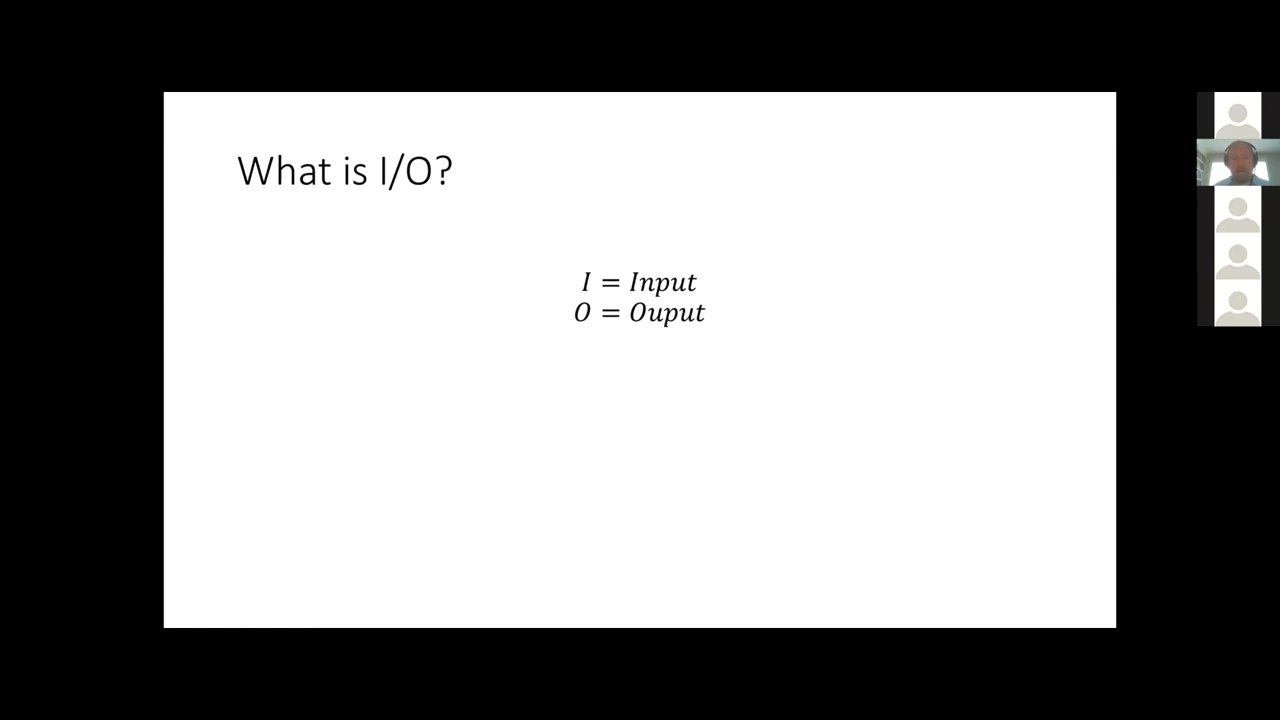 What is I/O?
I = Input
O = Ouput